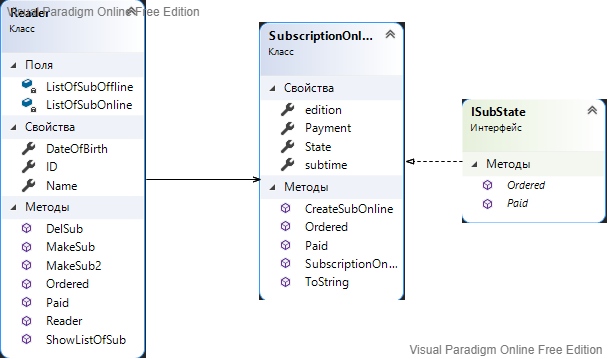 Visual Paradigm Online Free Edition
Reader
Класс
Поля
ListOfSubOffline
ListOfSubOnline
Свойства
DateOfBirth
ID
Name
Методы
DelSub
MakeSub
MakeSub2
Ordered
Paid
Reader
ShowListOfSub
SubscriptionOnl...
Класс
Свойства
edition
Payment
State
subtime
Методы
CreateSubOnline
Ordered
Paid
SubscriptionOn...
ToString
ISubState
Интерфейс
Методы
Ordered
Paid
Visual Paradigm Online Free Edition